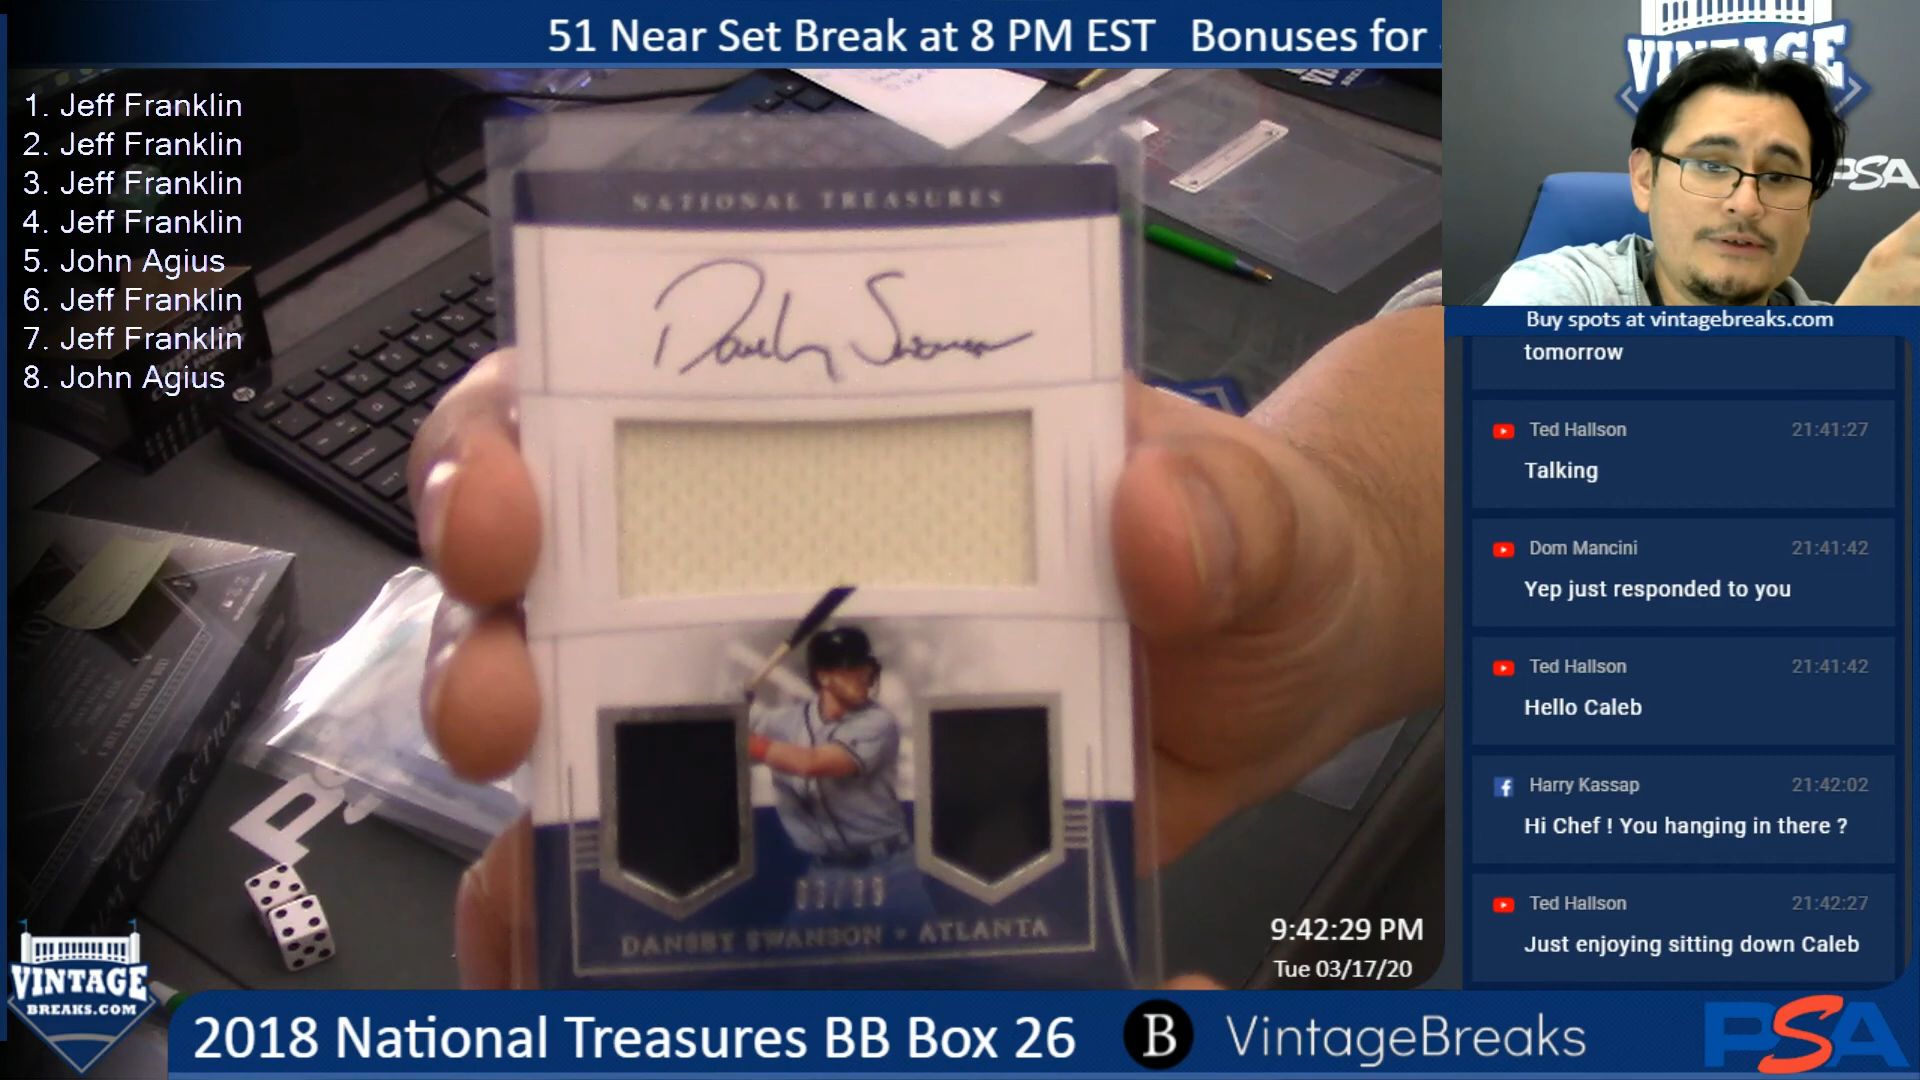 51 Near Set Break at 8 PM EST Bonuses for
1. Jeff Franklin
2. Jeff Franklin
3. Jeff Franklin
4. Jeff Franklin
5. John Agius
6. Jeff Franklin
7. Jeff Franklin
8. John Agius
NATIONAL TREASURES
Dansby Swanson
DANSBY SWANSON • ATLANTA
COLLECTION
9:42:29 PM
Tue 03/17/20
VINTAGE
PSA
Buy spots at vintagebreaks.com
tomorrow
Ted Hallson 21:41:27
Talking
Dom Mancini 21:41:42
Yep just responded to you
Ted Hallson 21:41:42
Hello Caleb
Harry Kassap 21:42:02
Hi Chef ! You hanging in there ?
Ted Hallson 21:42:27
Just enjoying sitting down Caleb
VINTAGE
BREAKS.COM
2018 National Treasures BB Box 26
B VintageBreaks
PSA